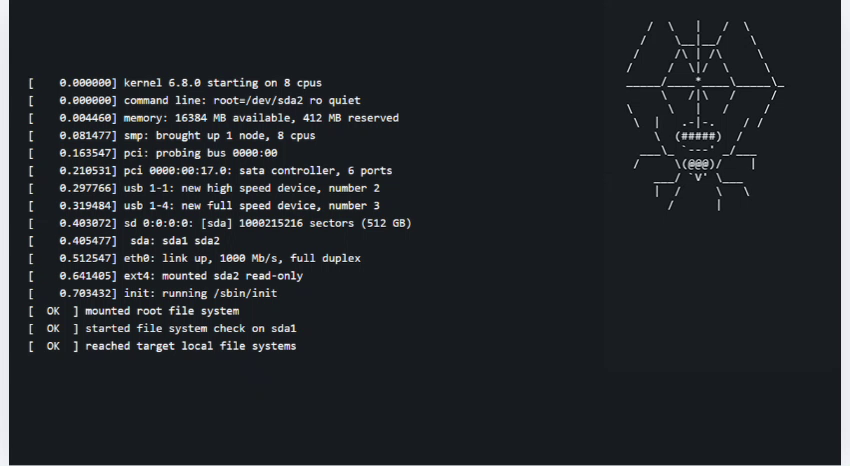 [    0.000000] kernel 6.8.0 starting on 8 cpus
[    0.000000] command line: root=/dev/sda2 ro quiet
[    0.004460] memory: 16384 MB available, 412 MB reserved
[    0.081477] smp: brought up 1 node, 8 cpus
[    0.163547] pci: probing bus 0000:00
[    0.210531] pci 0000:00:17.0: sata controller, 6 ports
[    0.297766] usb 1-1: new high speed device, number 2
[    0.319484] usb 1-4: new full speed device, number 3
[    0.403072] sd 0:0:0:0: [sda] 1000215216 sectors (512 GB)
[    0.405477]  sda: sda1 sda2
[    0.512547] eth0: link up, 1000 Mb/s, full duplex
[    0.641405] ext4: mounted sda2 read-only
[    0.703432] init: running /sbin/init
[  OK  ] mounted root file system
[  OK  ] started file system check on sda1
[  OK  ] reached target local file systems